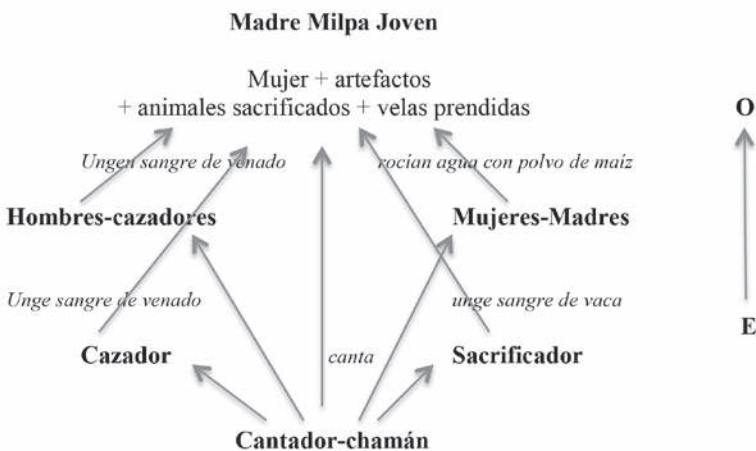 Madre Milpa Joven
Mujer + artefactos
+ animales sacrificados + velas prendidas
O
Ungen sangre de venado
rocían agua con polvo de maíz
Hombres-cazadores
Mujeres-Madres
Unge sangre de venado
unge sangre de vaca
E
Cazador
canta
Sacrificador
Cantador-chamán